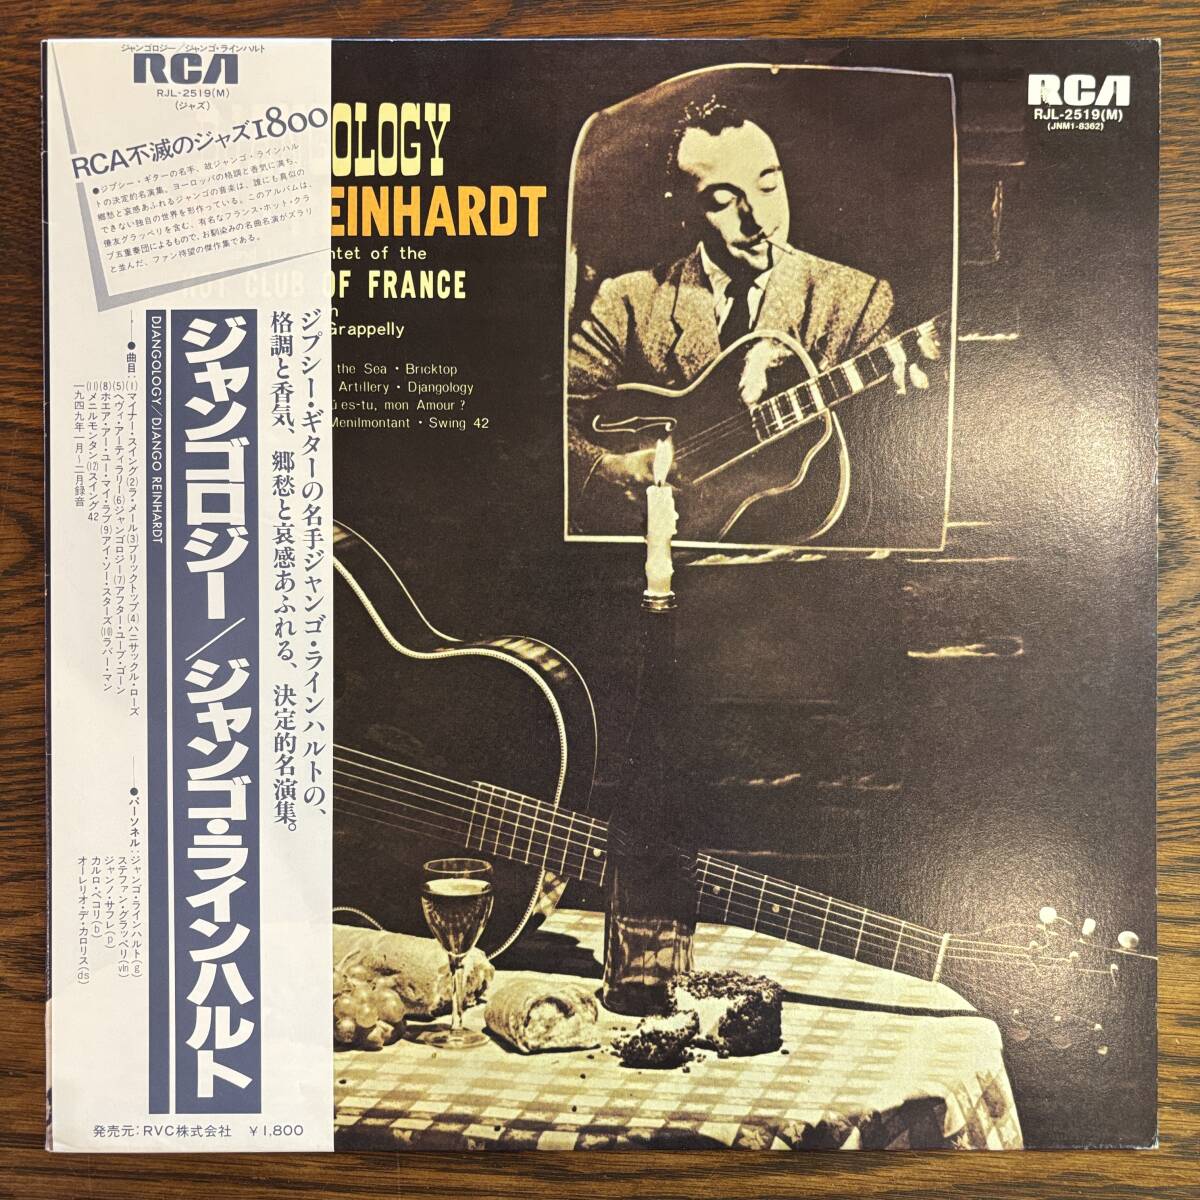 ジャンゴロジー/ジャンゴ・ラインハルト
RCA
RJL-2519(M)
(ジャズ)
RCA不滅のジャズ1800
●ジプシー・ギターの名手、故ジャンゴ・ラインハル
トの決定的名演集。ヨーロッパの格調と香気に満ち、
郷愁と哀感あふれるジャンゴの音楽は、誰にも真似の
できない独自の世界を形作っている。このアルバムは、
僚友グラッペリを含む、有名なフランス・ホット・クラ
ブ五重奏団によるもので、お馴染みの名曲名演がズラリ
と並んだ、ファン待望の傑作集である。
ジプシー・ギターの名手ジャンゴ・ラインハルトの、
格調と香気、郷愁と哀感あふれる、決定的名演集。
ジャンゴロジー/ジャンゴ・ラインハルト
DJANGOLOGY/DJANGO REINHARDT
●曲目:(1)マイナー・スイング(2)ラ・メール(3)ブリックトップ(4)ハニサックル・ローズ
(5)ヘヴィ・アーティラリー(6)ジャンゴロジー(7)アフター・ユーヴ・ゴーン
(8)ホエア・アー・ユー・マイ・ラブ(9)アイ・ソー・スターズ(10)ラバー・マン
(11)メニルモンタン(12)スイング42
一九四九年一月〜二月録音
●パーソネル:ジャンゴ・ラインハルト(g)
ステファン・グラッペリ(vln)
ジャンノ・サフレ(p)
カルロ・ペコリ(b)
オーレリオ・デ・カロリス(ds)
発売元:RVC株式会社 ¥1,800
OLOGY
EINHARDT
ntet of the
HOT CLUB OF FRANCE
Grappelly
the Sea • Bricktop
Artillery • Djangology
ú es-tu, mon Amour?
Menilmontant • Swing 42
RCA
RJL-2519(M)
(JNM1-8362)